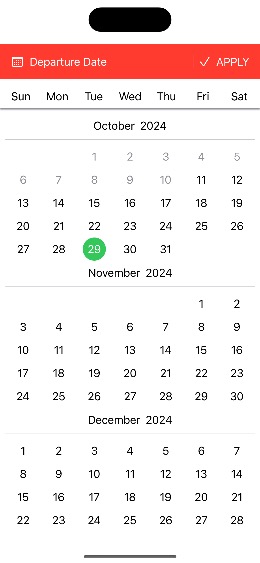 Departure Date APPLY
Sun Mon Tue Wed Thu Fri Sat
October 2024
1 2 3 4 5
6 7 8 9 10 11 12
13 14 15 16 17 18 19
20 21 22 23 24 25 26
27 28 29 30 31
November 2024
1 2
3 4 5 6 7 8 9
10 11 12 13 14 15 16
17 18 19 20 21 22 23
24 25 26 27 28 29 30
December 2024
1 2 3 4 5 6 7
8 9 10 11 12 13 14
15 16 17 18 19 20 21
22 23 24 25 26 27 28